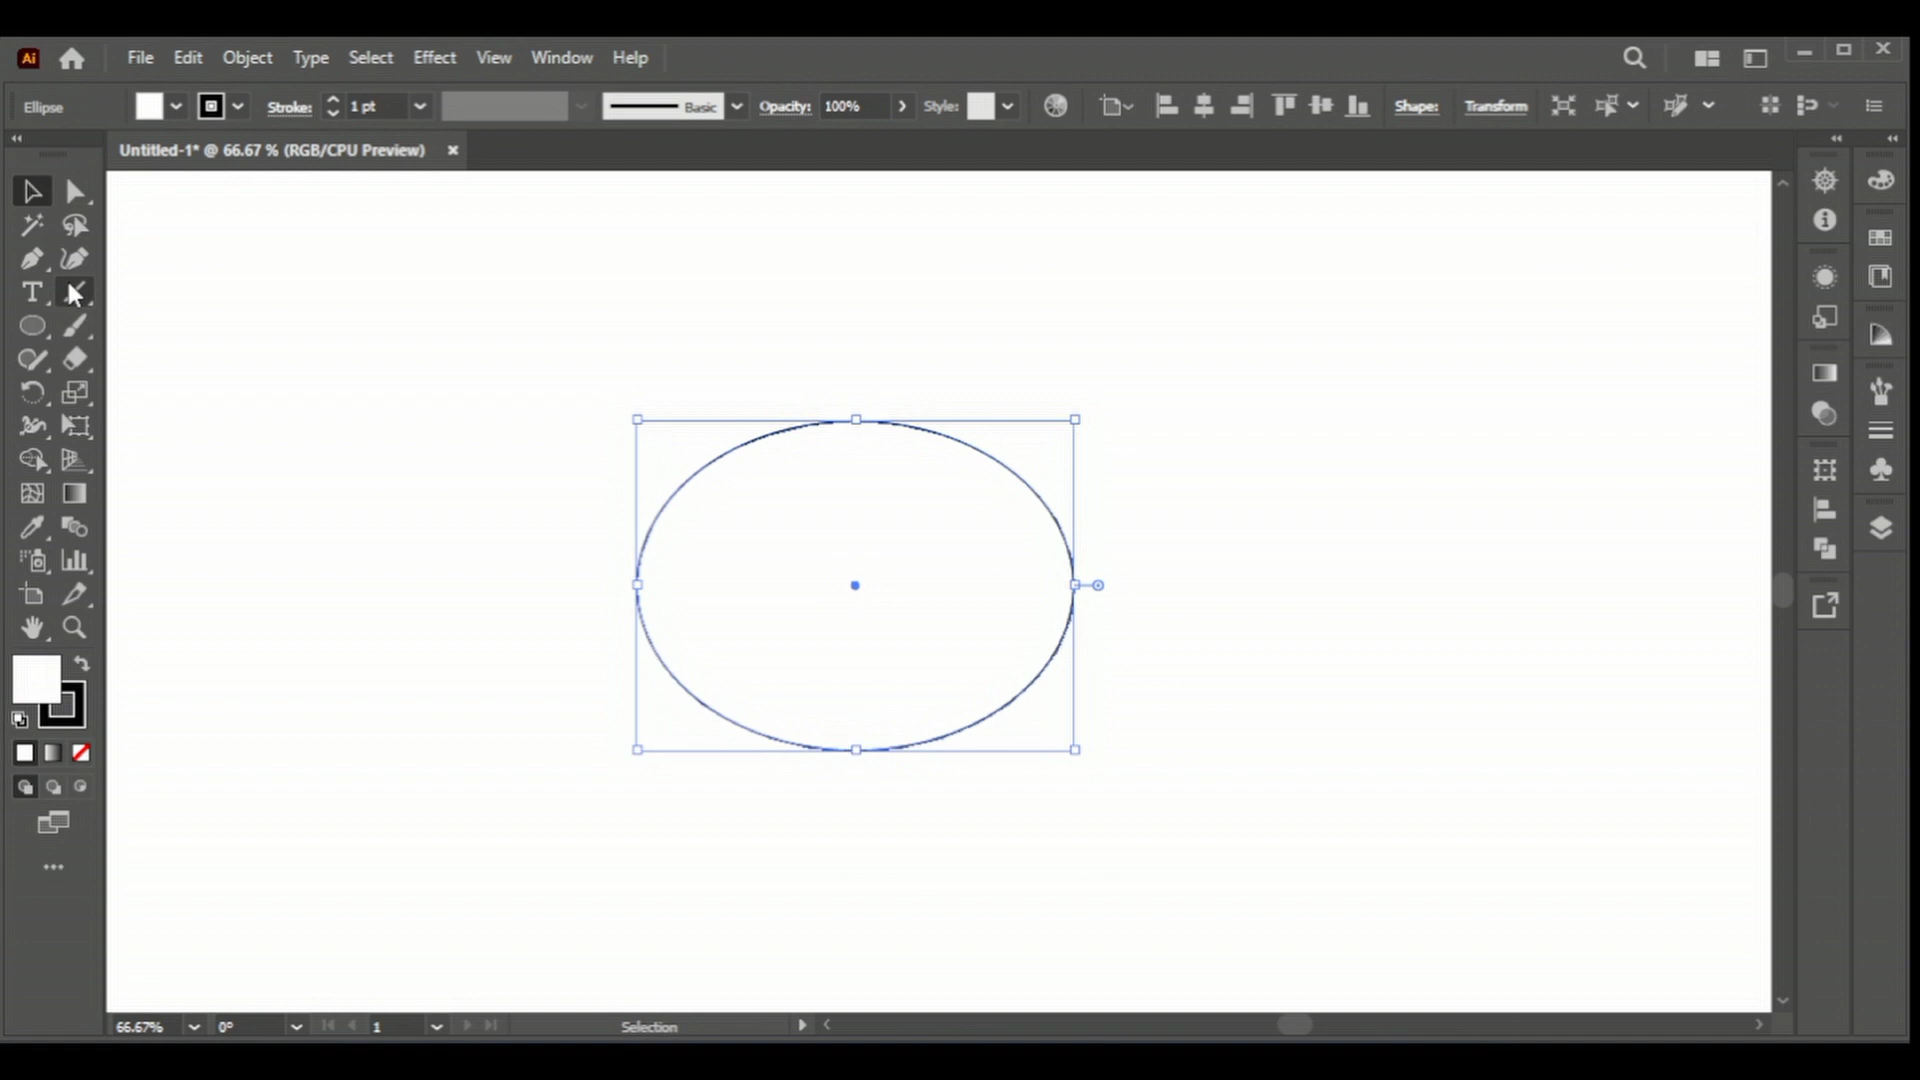 Ai File Edit Object Type Select Effect View Window Help
Ellipse Stroke: 1 pt Basic Opacity: 100% Style: Shape: Transform
Untitled-1* @ 66.67 % (RGB/CPU Preview) ×
66.67% 0° 1 Selection